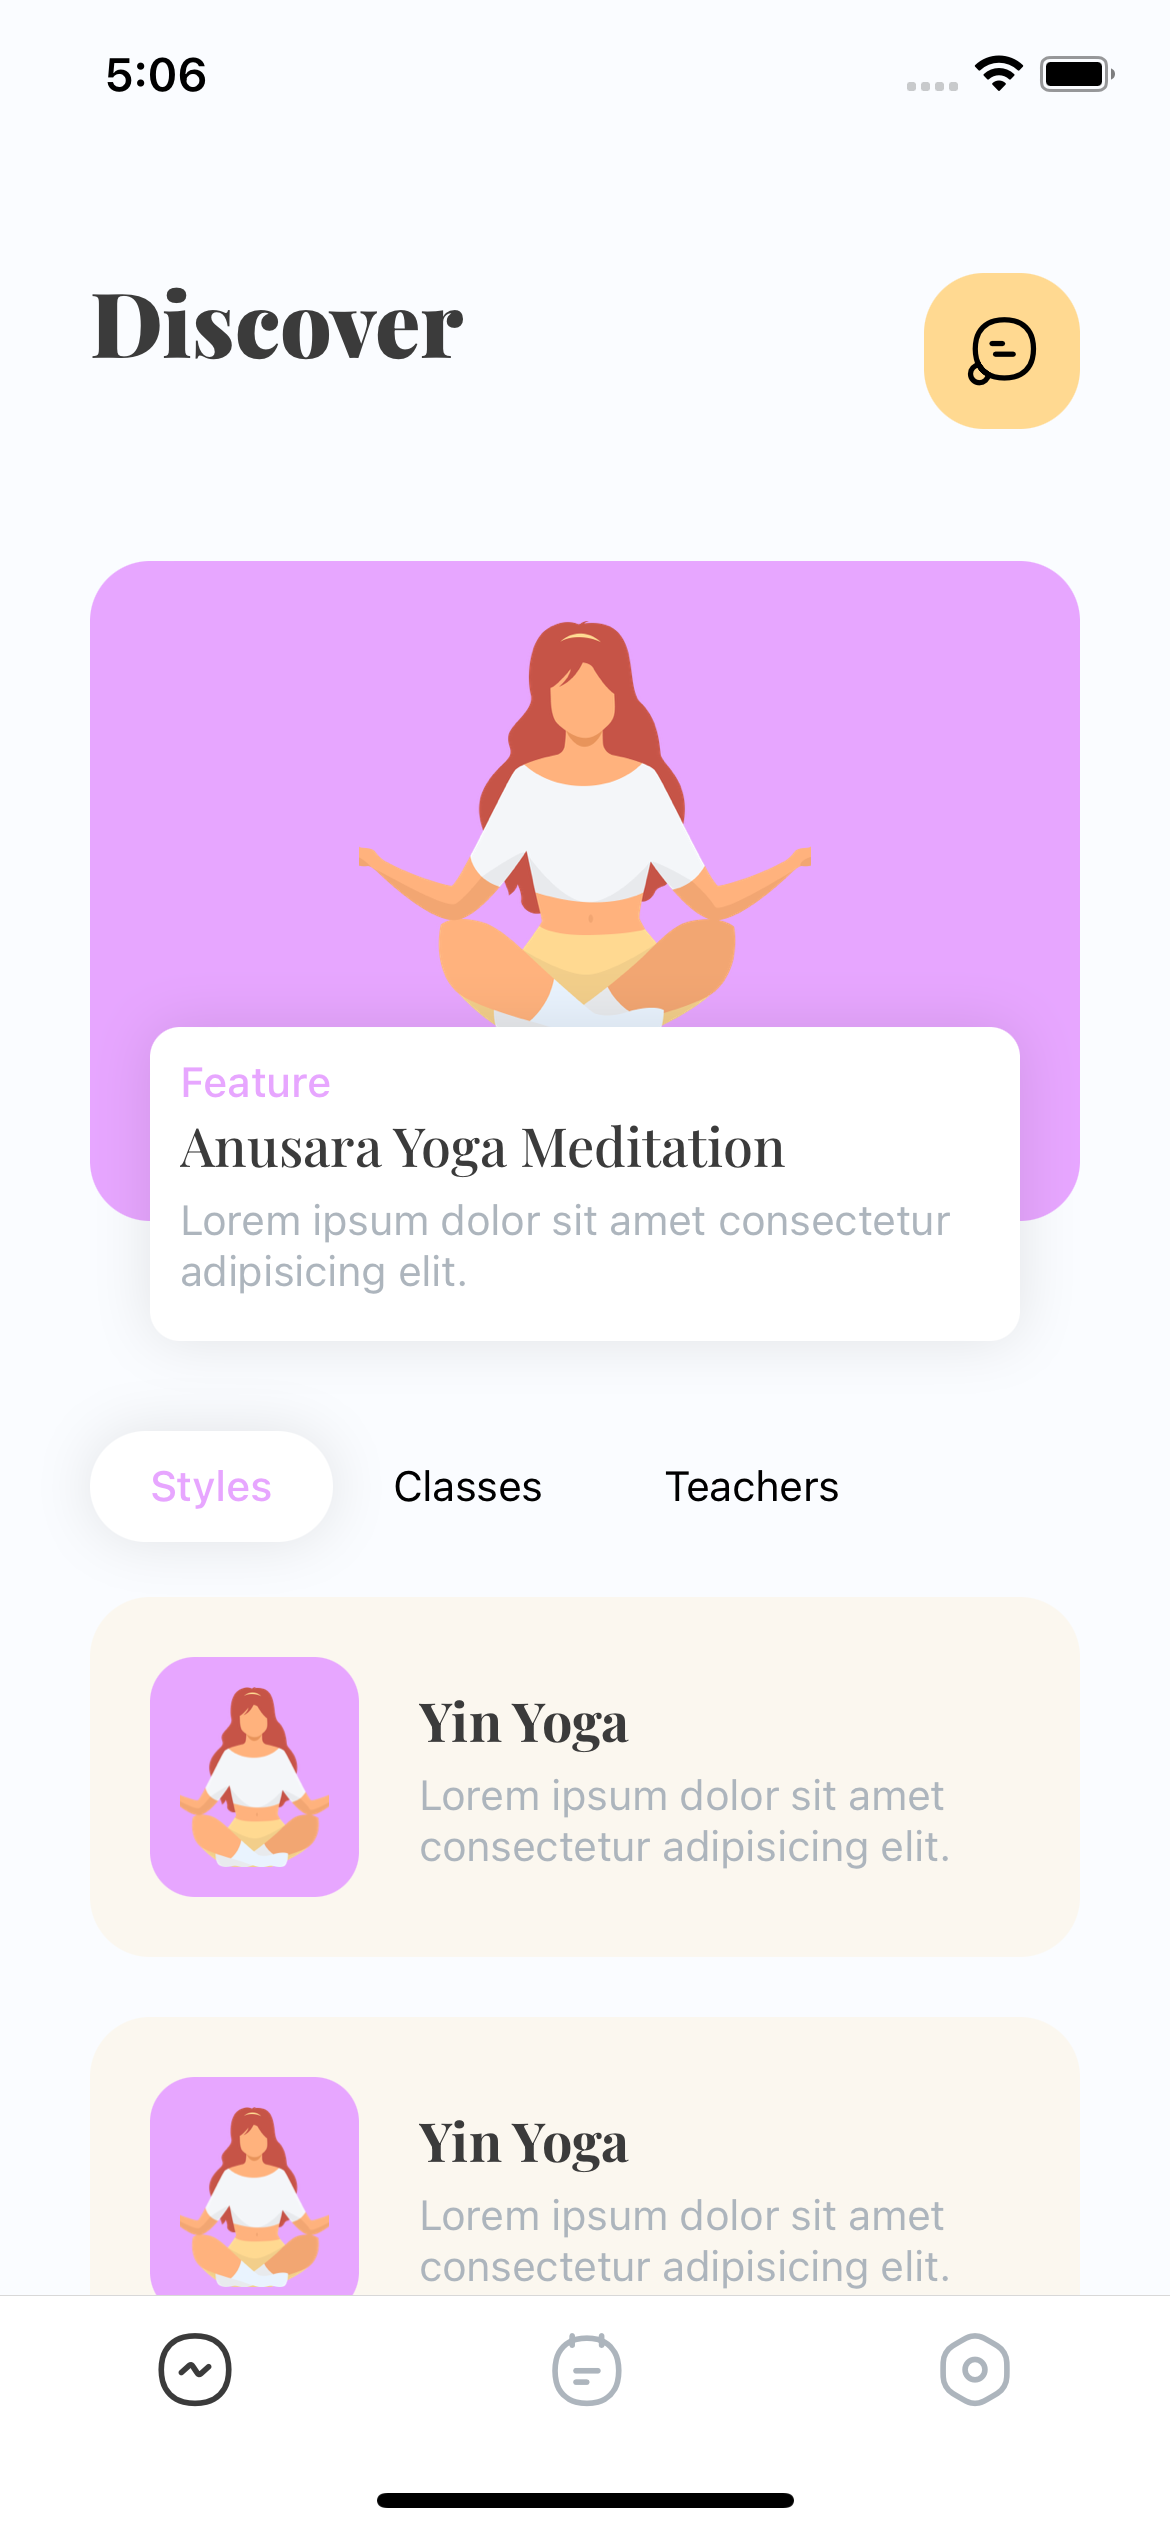 5:06
Discover
Feature
Anusara Yoga Meditation
Lorem ipsum dolor sit amet consectetur
adipisicing elit.
Styles Classes Teachers
Yin Yoga
Lorem ipsum dolor sit amet
consectetur adipisicing elit.
Yin Yoga
Lorem ipsum dolor sit amet
consectetur adipisicing elit.